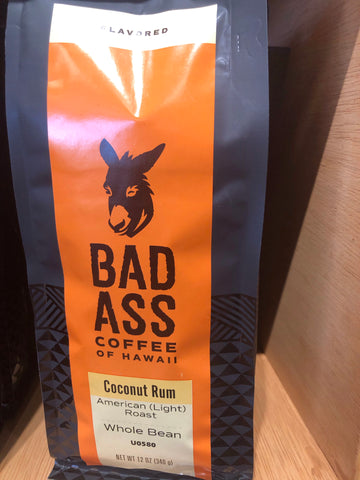 FLAVORED
BAD
ASS
COFFEE
OF HAWAII
Coconut Rum
American (Light)
Roast
Whole Bean
U0580
NET WT 12 OZ (340 g)